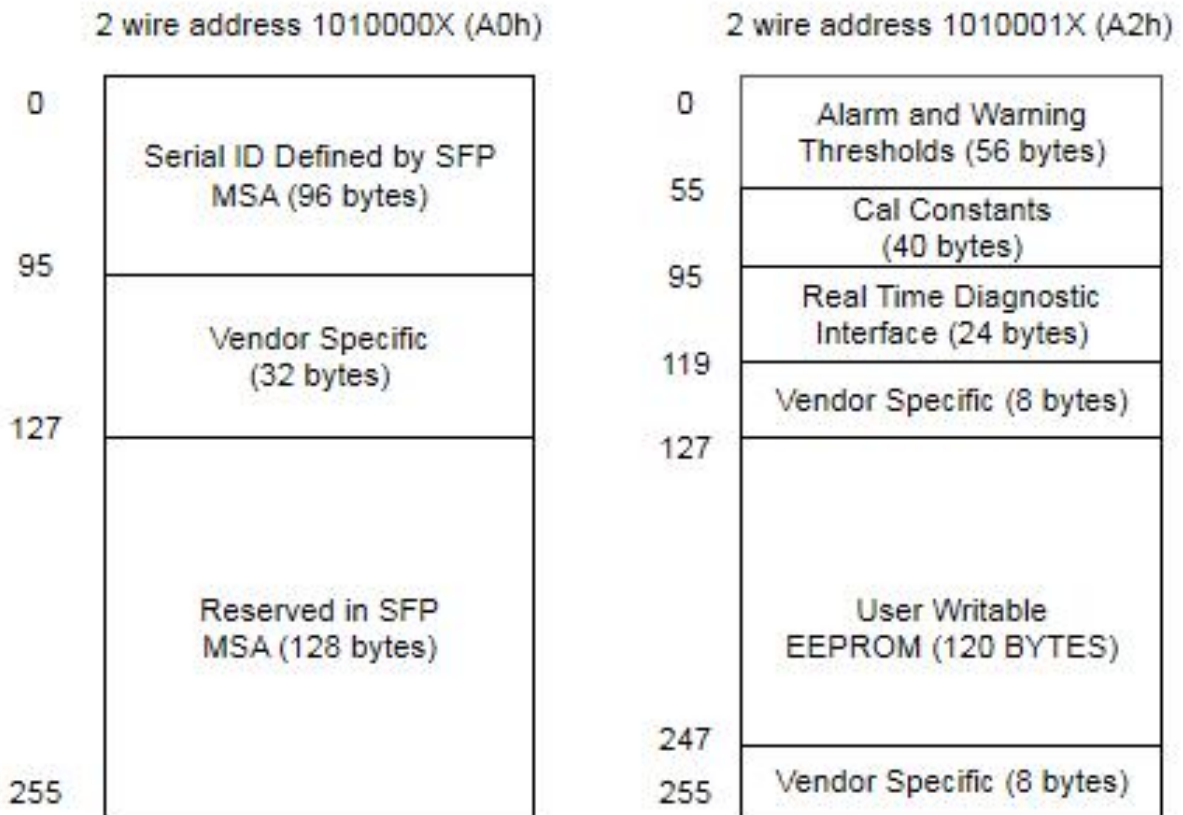 2 wire address 1010000X (A0h)
0
Serial ID Defined by SFP
MSA (96 bytes)
95
Vendor Specific
(32 bytes)
127
Reserved in SFP
MSA (128 bytes)
255
2 wire address 1010001X (A2h)
0
Alarm and Warning
Thresholds (56 bytes)
55
Cal Constants
(40 bytes)
95
Real Time Diagnostic
Interface (24 bytes)
119
Vendor Specific (8 bytes)
127
User Writable
EEPROM (120 BYTES)
247
Vendor Specific (8 bytes)
255